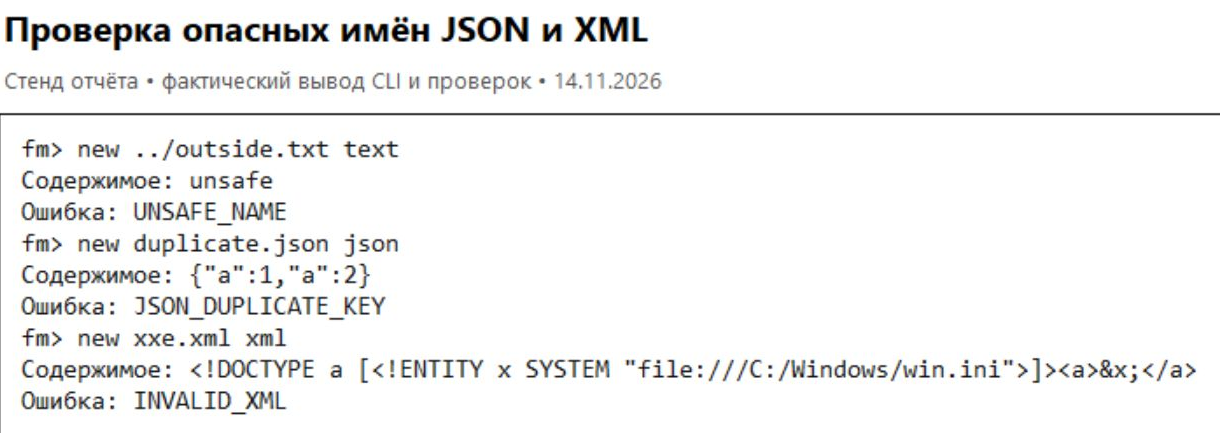 Проверка опасных имён JSON и XML
Стенд отчёта • фактический вывод CLI и проверок • 14.11.2026
fm> new ../outside.txt text
Содержимое: unsafe
Ошибка: UNSAFE_NAME
fm> new duplicate.json json
Содержимое: {"a":1,"a":2}
Ошибка: JSON_DUPLICATE_KEY
fm> new xxe.xml xml
Содержимое: <!DOCTYPE a [<!ENTITY x SYSTEM "file:///C:/Windows/win.ini">]><a>&x;</a>
Ошибка: INVALID_XML